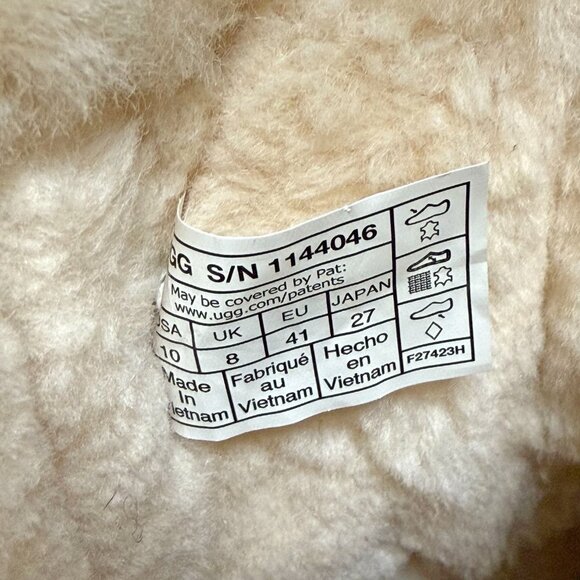 GG S/N 1144046
May be covered by Pat:
www.ugg.com/patents
SA UK EU JAPAN
10 8 41 27
Made In Vietnam
Fabriqué au Vietnam
Hecho en Vietnam
F27423H